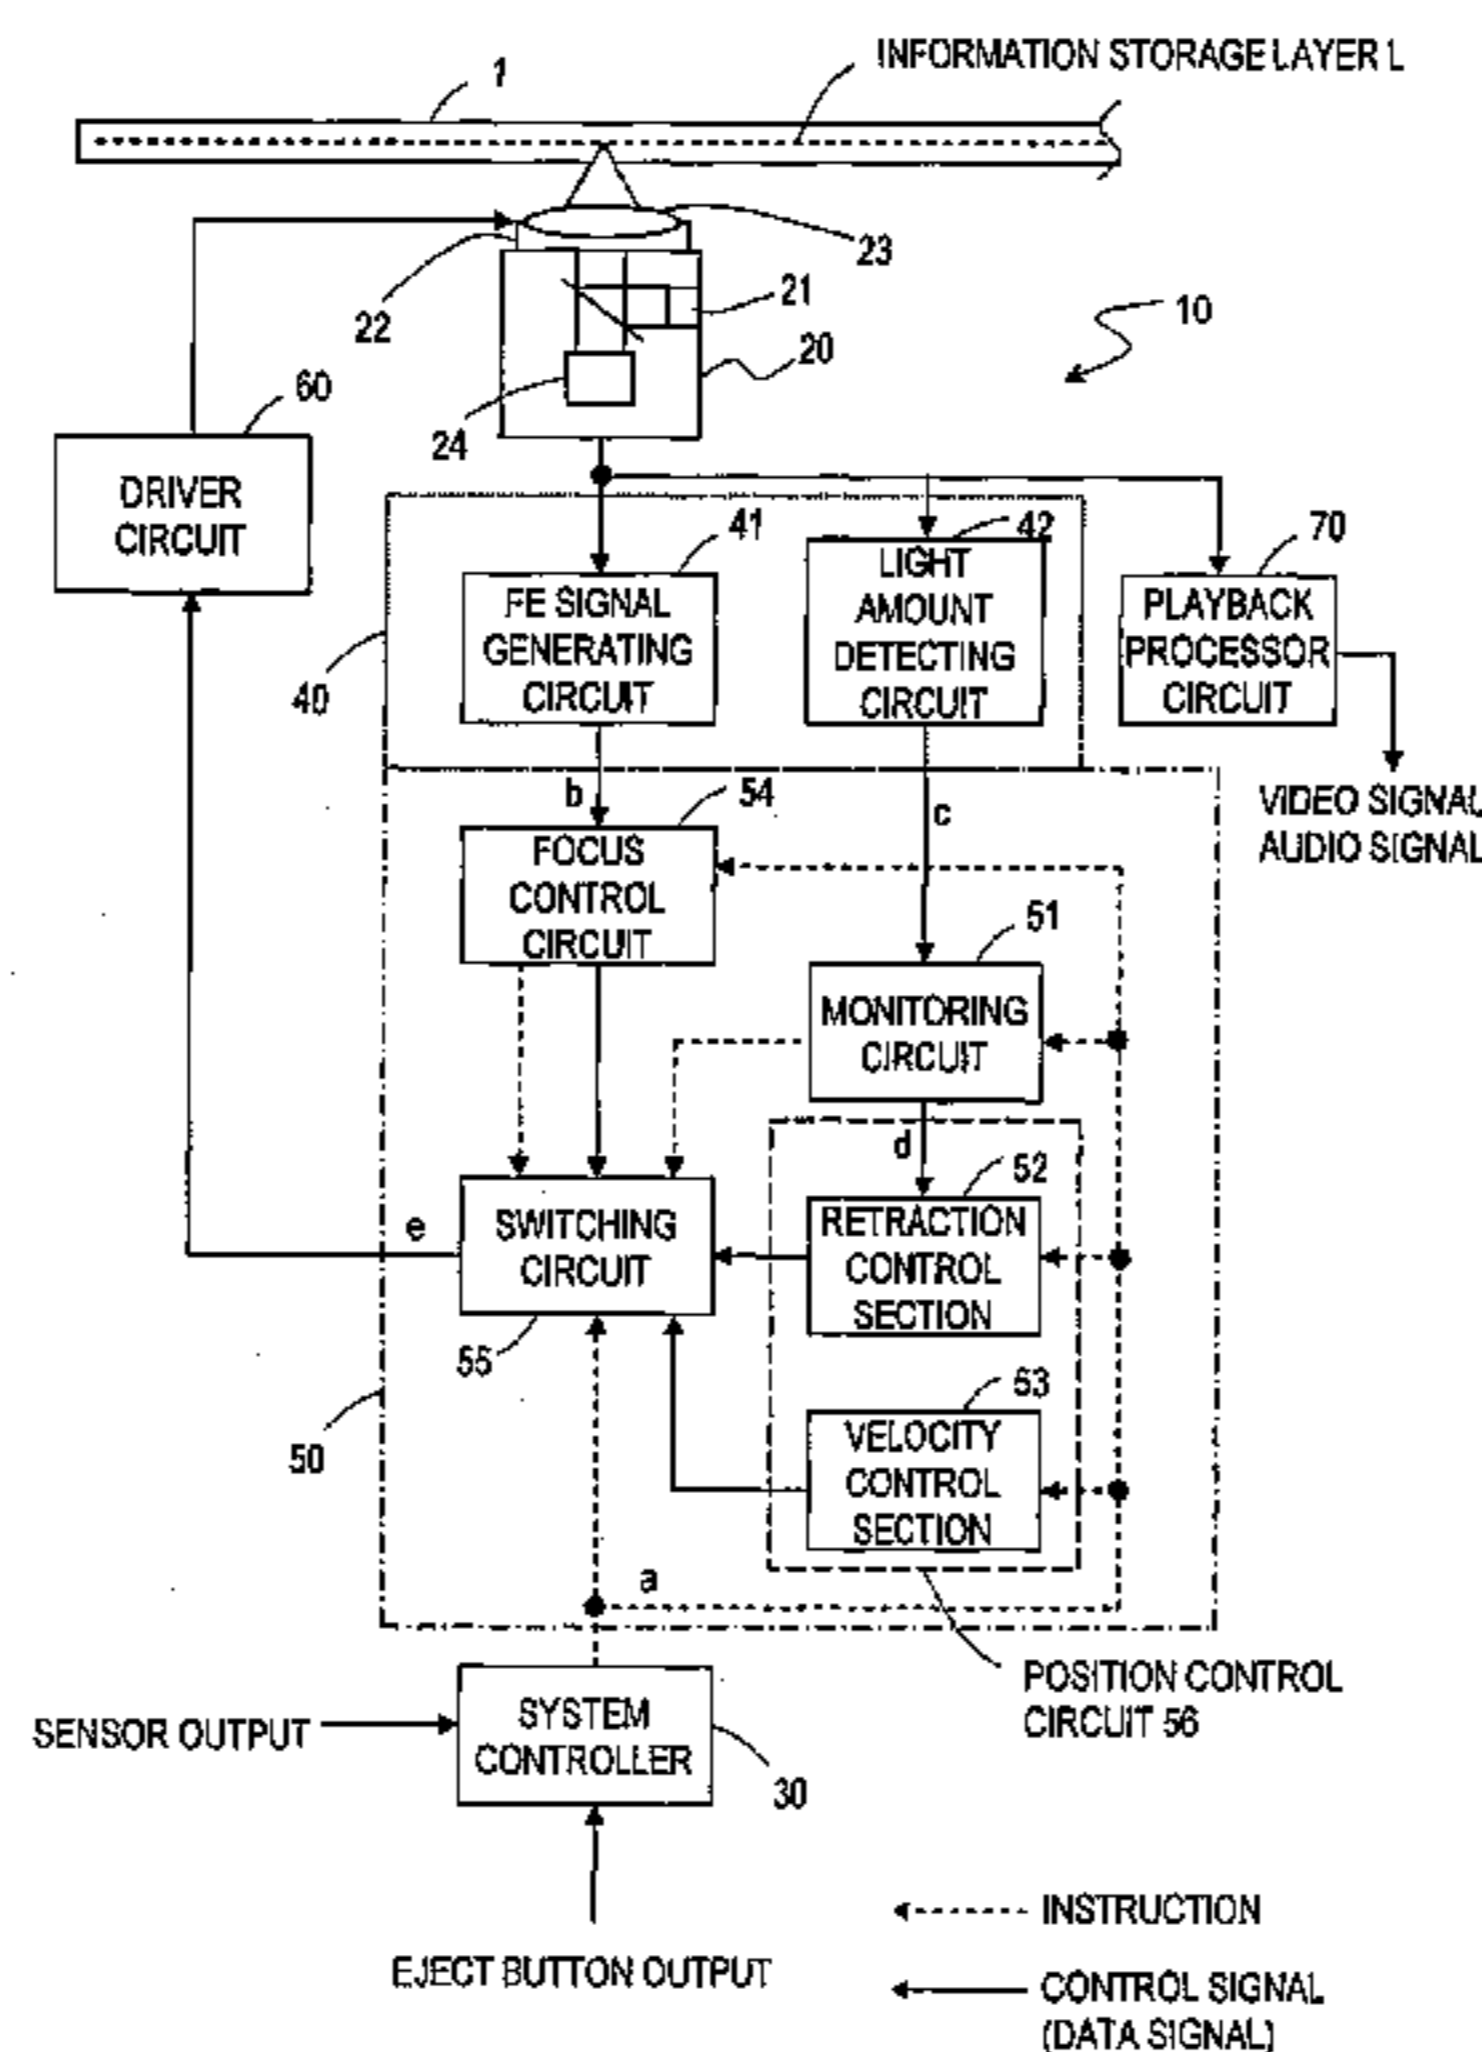 INFORMATION STORAGE LAYER L
1
23
22
21
10
20
60
24
DRIVER
CIRCUIT
41
42
70
FE SIGNAL
GENERATING
CIRCUIT
LIGHT
AMOUNT
DETECTING
CIRCUIT
PLAYBACK
PROCESSOR
CIRCUIT
40
b
54
c
VIDEO SIGNAL
AUDIO SIGNAL
FOCUS
CONTROL
CIRCUIT
51
MONITORING
CIRCUIT
d
52
e
SWITCHING
CIRCUIT
RETRACTION
CONTROL
SECTION
55
53
50
VELOCITY
CONTROL
SECTION
a
POSITION CONTROL
CIRCUIT 56
SENSOR OUTPUT
SYSTEM
CONTROLLER
30
EJECT BUTTON OUTPUT
INSTRUCTION
CONTROL SIGNAL
(DATA SIGNAL)